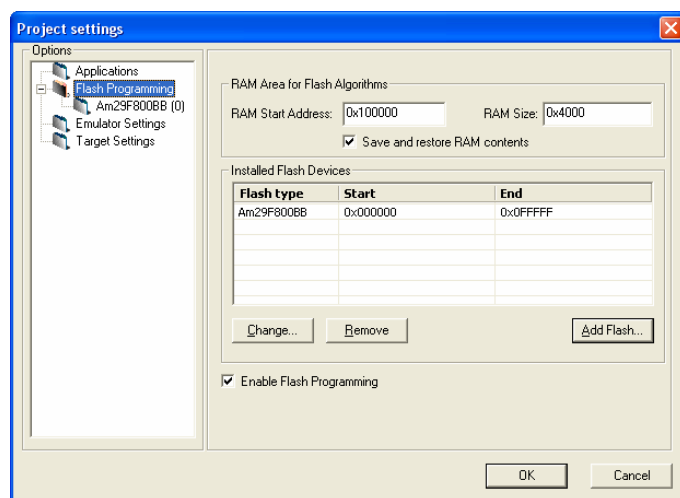 Project settings
Options
Applications
Flash Programming
Am29F800BB (0)
Emulator Settings
Target Settings
RAM Area for Flash Algorithms
RAM Start Address: 0x100000 RAM Size: 0x4000
Save and restore RAM contents
Installed Flash Devices
Flash type Start End
Am29F800BB 0x000000 0x0FFFFF
Change... Remove Add Flash...
Enable Flash Programming
OK Cancel